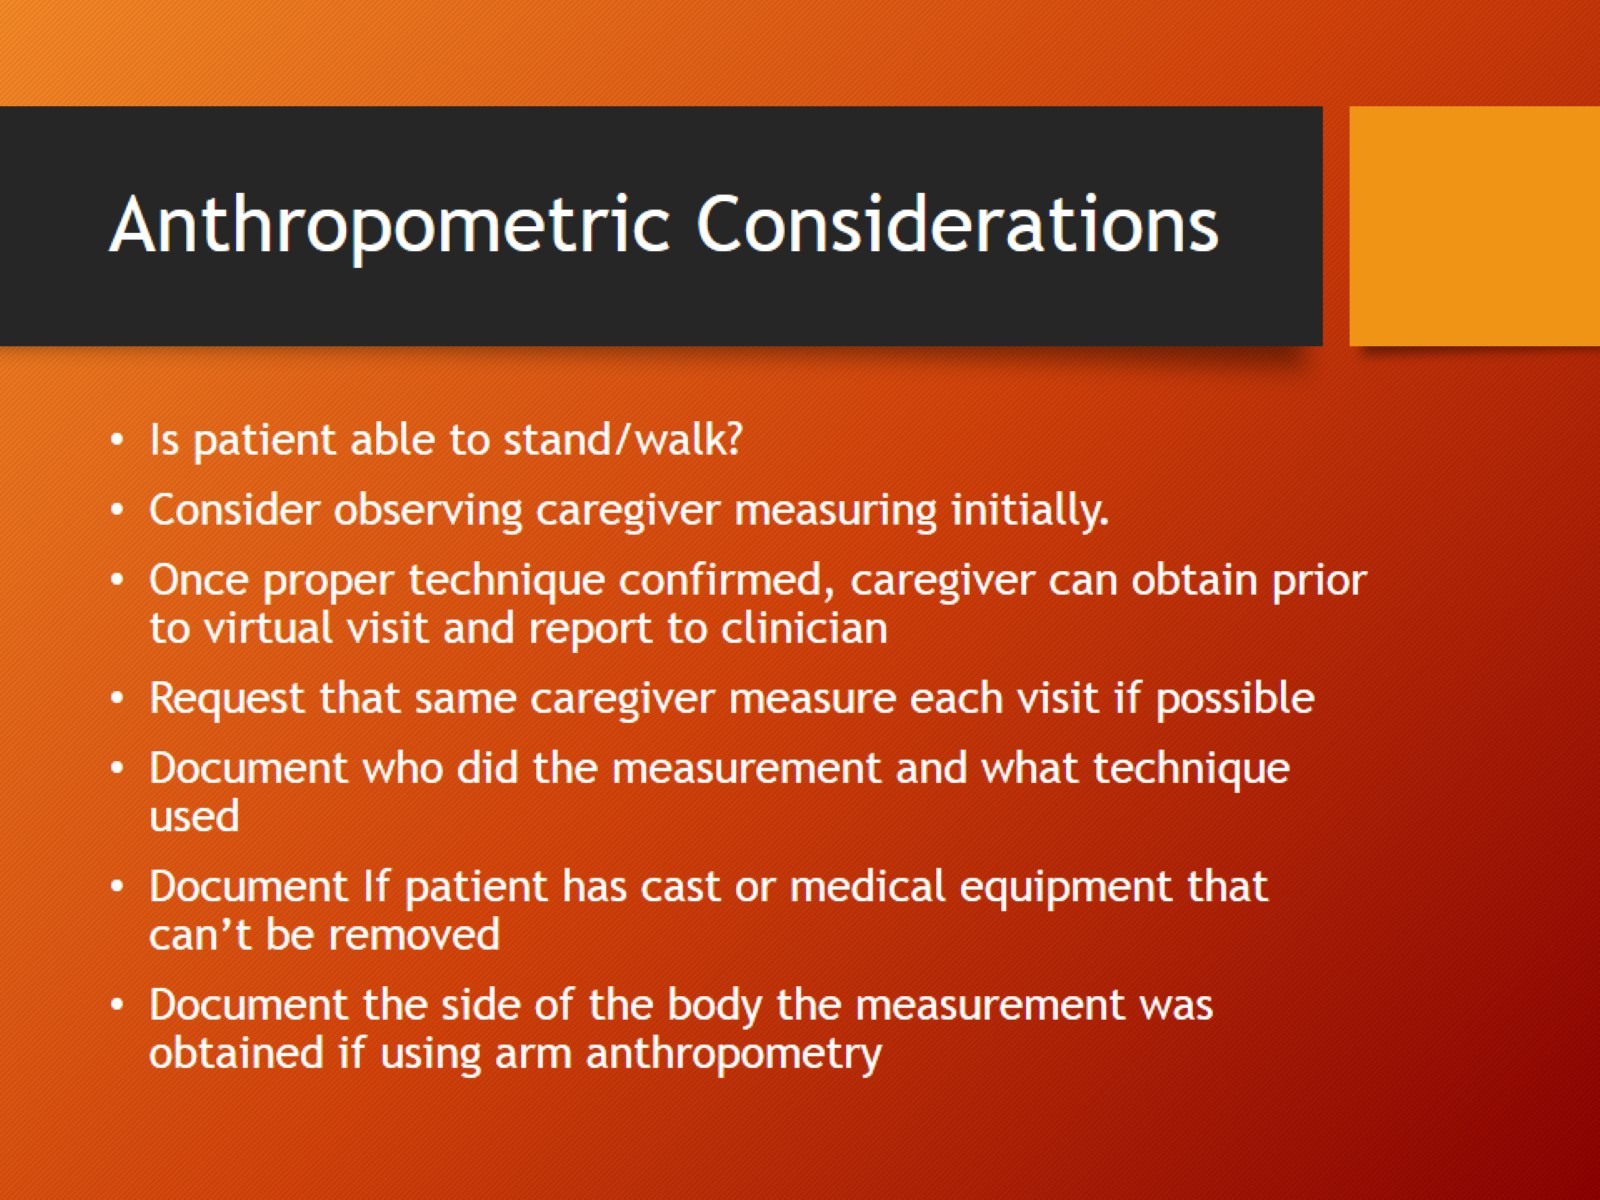 Anthropometric Considerations
• Is patient able to stand/walk?
• Consider observing caregiver measuring initially.
• Once proper technique confirmed, caregiver can obtain prior
to virtual visit and report to clinician
• Request that same caregiver measure each visit if possible
• Document who did the measurement and what technique
used
• Document If patient has cast or medical equipment that
can’t be removed
• Document the side of the body the measurement was
obtained if using arm anthropometry